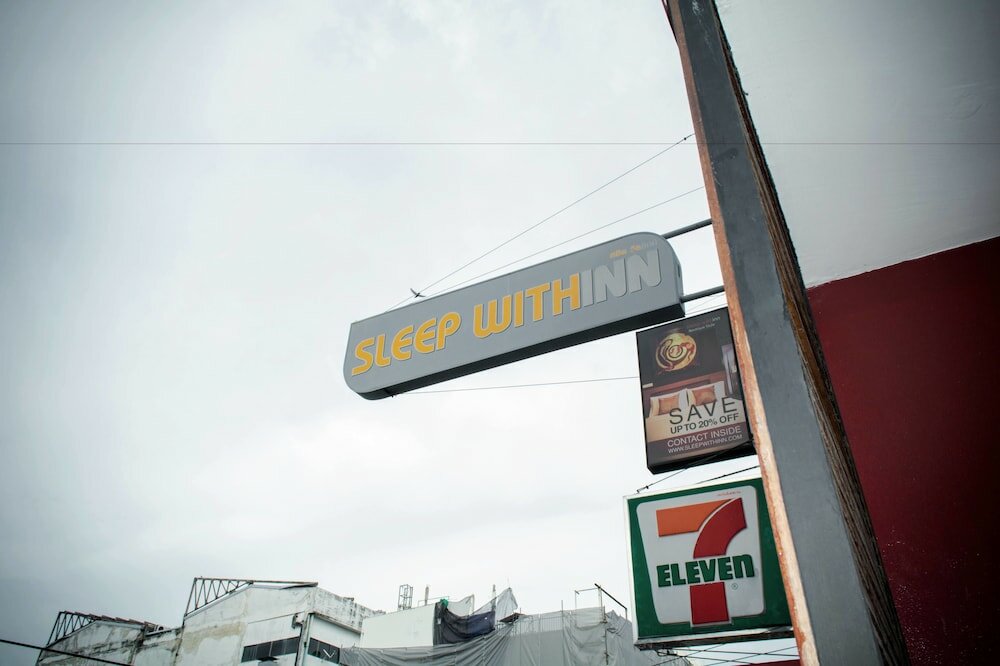 SLEEP WITHINN
SAVE
UP TO 20% OFF
CONTACT INSIDE
WWW.SLEEPWITHINN.COM
7
ELEVEN
®